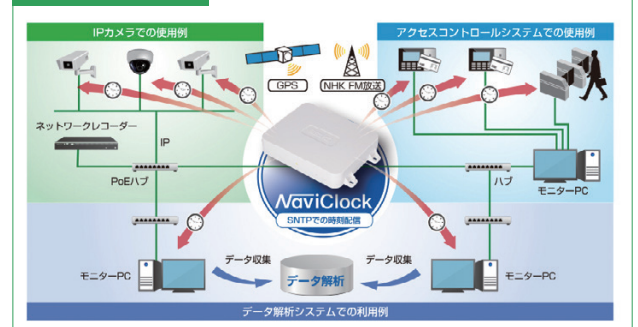 IPカメラでの使用例
アクセスコントロールシステムでの使用例
GPS
NHK FM放送
ネットワークレコーダー
IP
PoEハブ
ハブ
モニターPC
NaviClock
SNTPでの時刻配信
モニターPC
データ収集
データ解析
データ収集
モニターPC
データ解析システムでの利用例